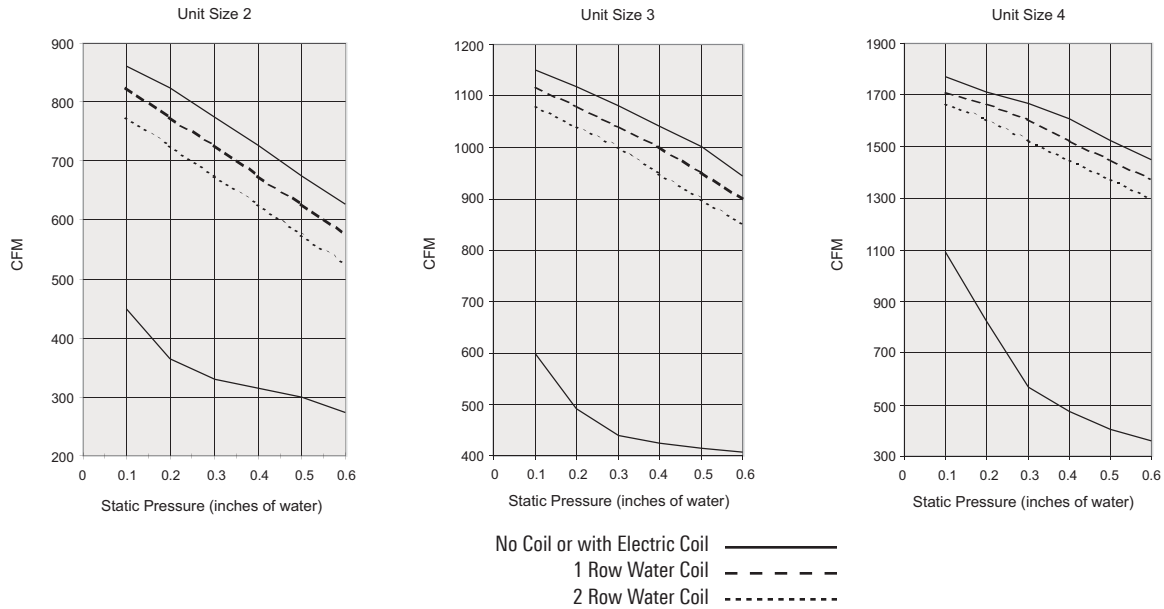 Unit Size 2
900
800
700
600
500
400
300
200
CFM
0 0.1 0.2 0.3 0.4 0.5 0.6
Static Pressure (inches of water)
Unit Size 3
1200
1100
1000
900
800
700
600
500
400
CFM
0 0.1 0.2 0.3 0.4 0.5 0.6
Static Pressure (inches of water)
Unit Size 4
1900
1700
1500
1300
1100
900
700
500
300
CFM
0 0.1 0.2 0.3 0.4 0.5 0.6
Static Pressure (inches of water)
No Coil or with Electric Coil
1 Row Water Coil
2 Row Water Coil